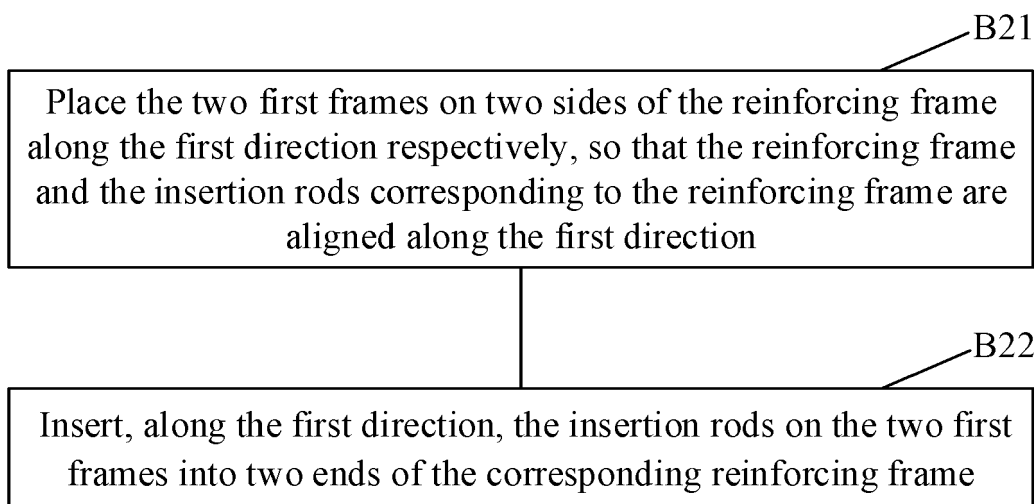 B21
Place the two first frames on two sides of the reinforcing frame
along the first direction respectively, so that the reinforcing frame
and the insertion rods corresponding to the reinforcing frame are
aligned along the first direction
B22
Insert, along the first direction, the insertion rods on the two first
frames into two ends of the corresponding reinforcing frame